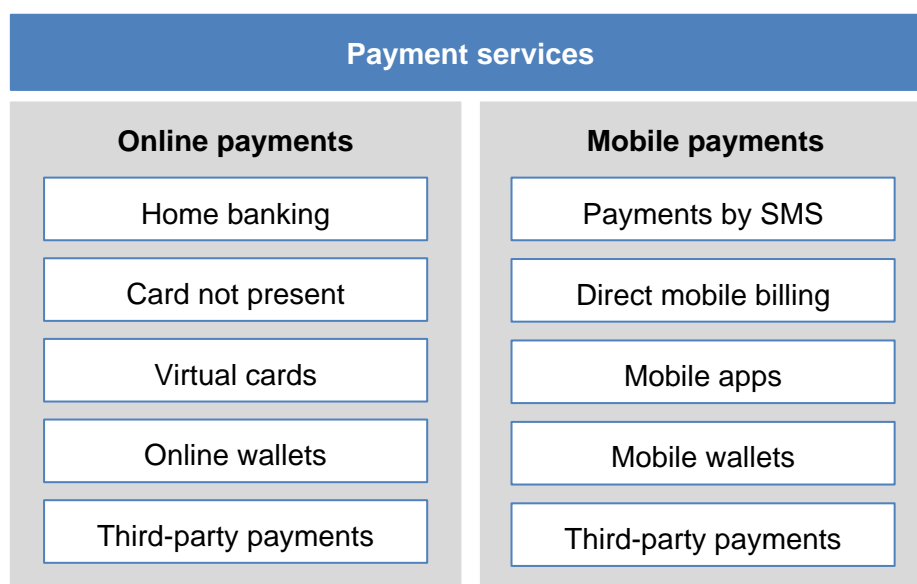 Payment services
Online payments
Home banking
Card not present
Virtual cards
Online wallets
Third-party payments
Mobile payments
Payments by SMS
Direct mobile billing
Mobile apps
Mobile wallets
Third-party payments